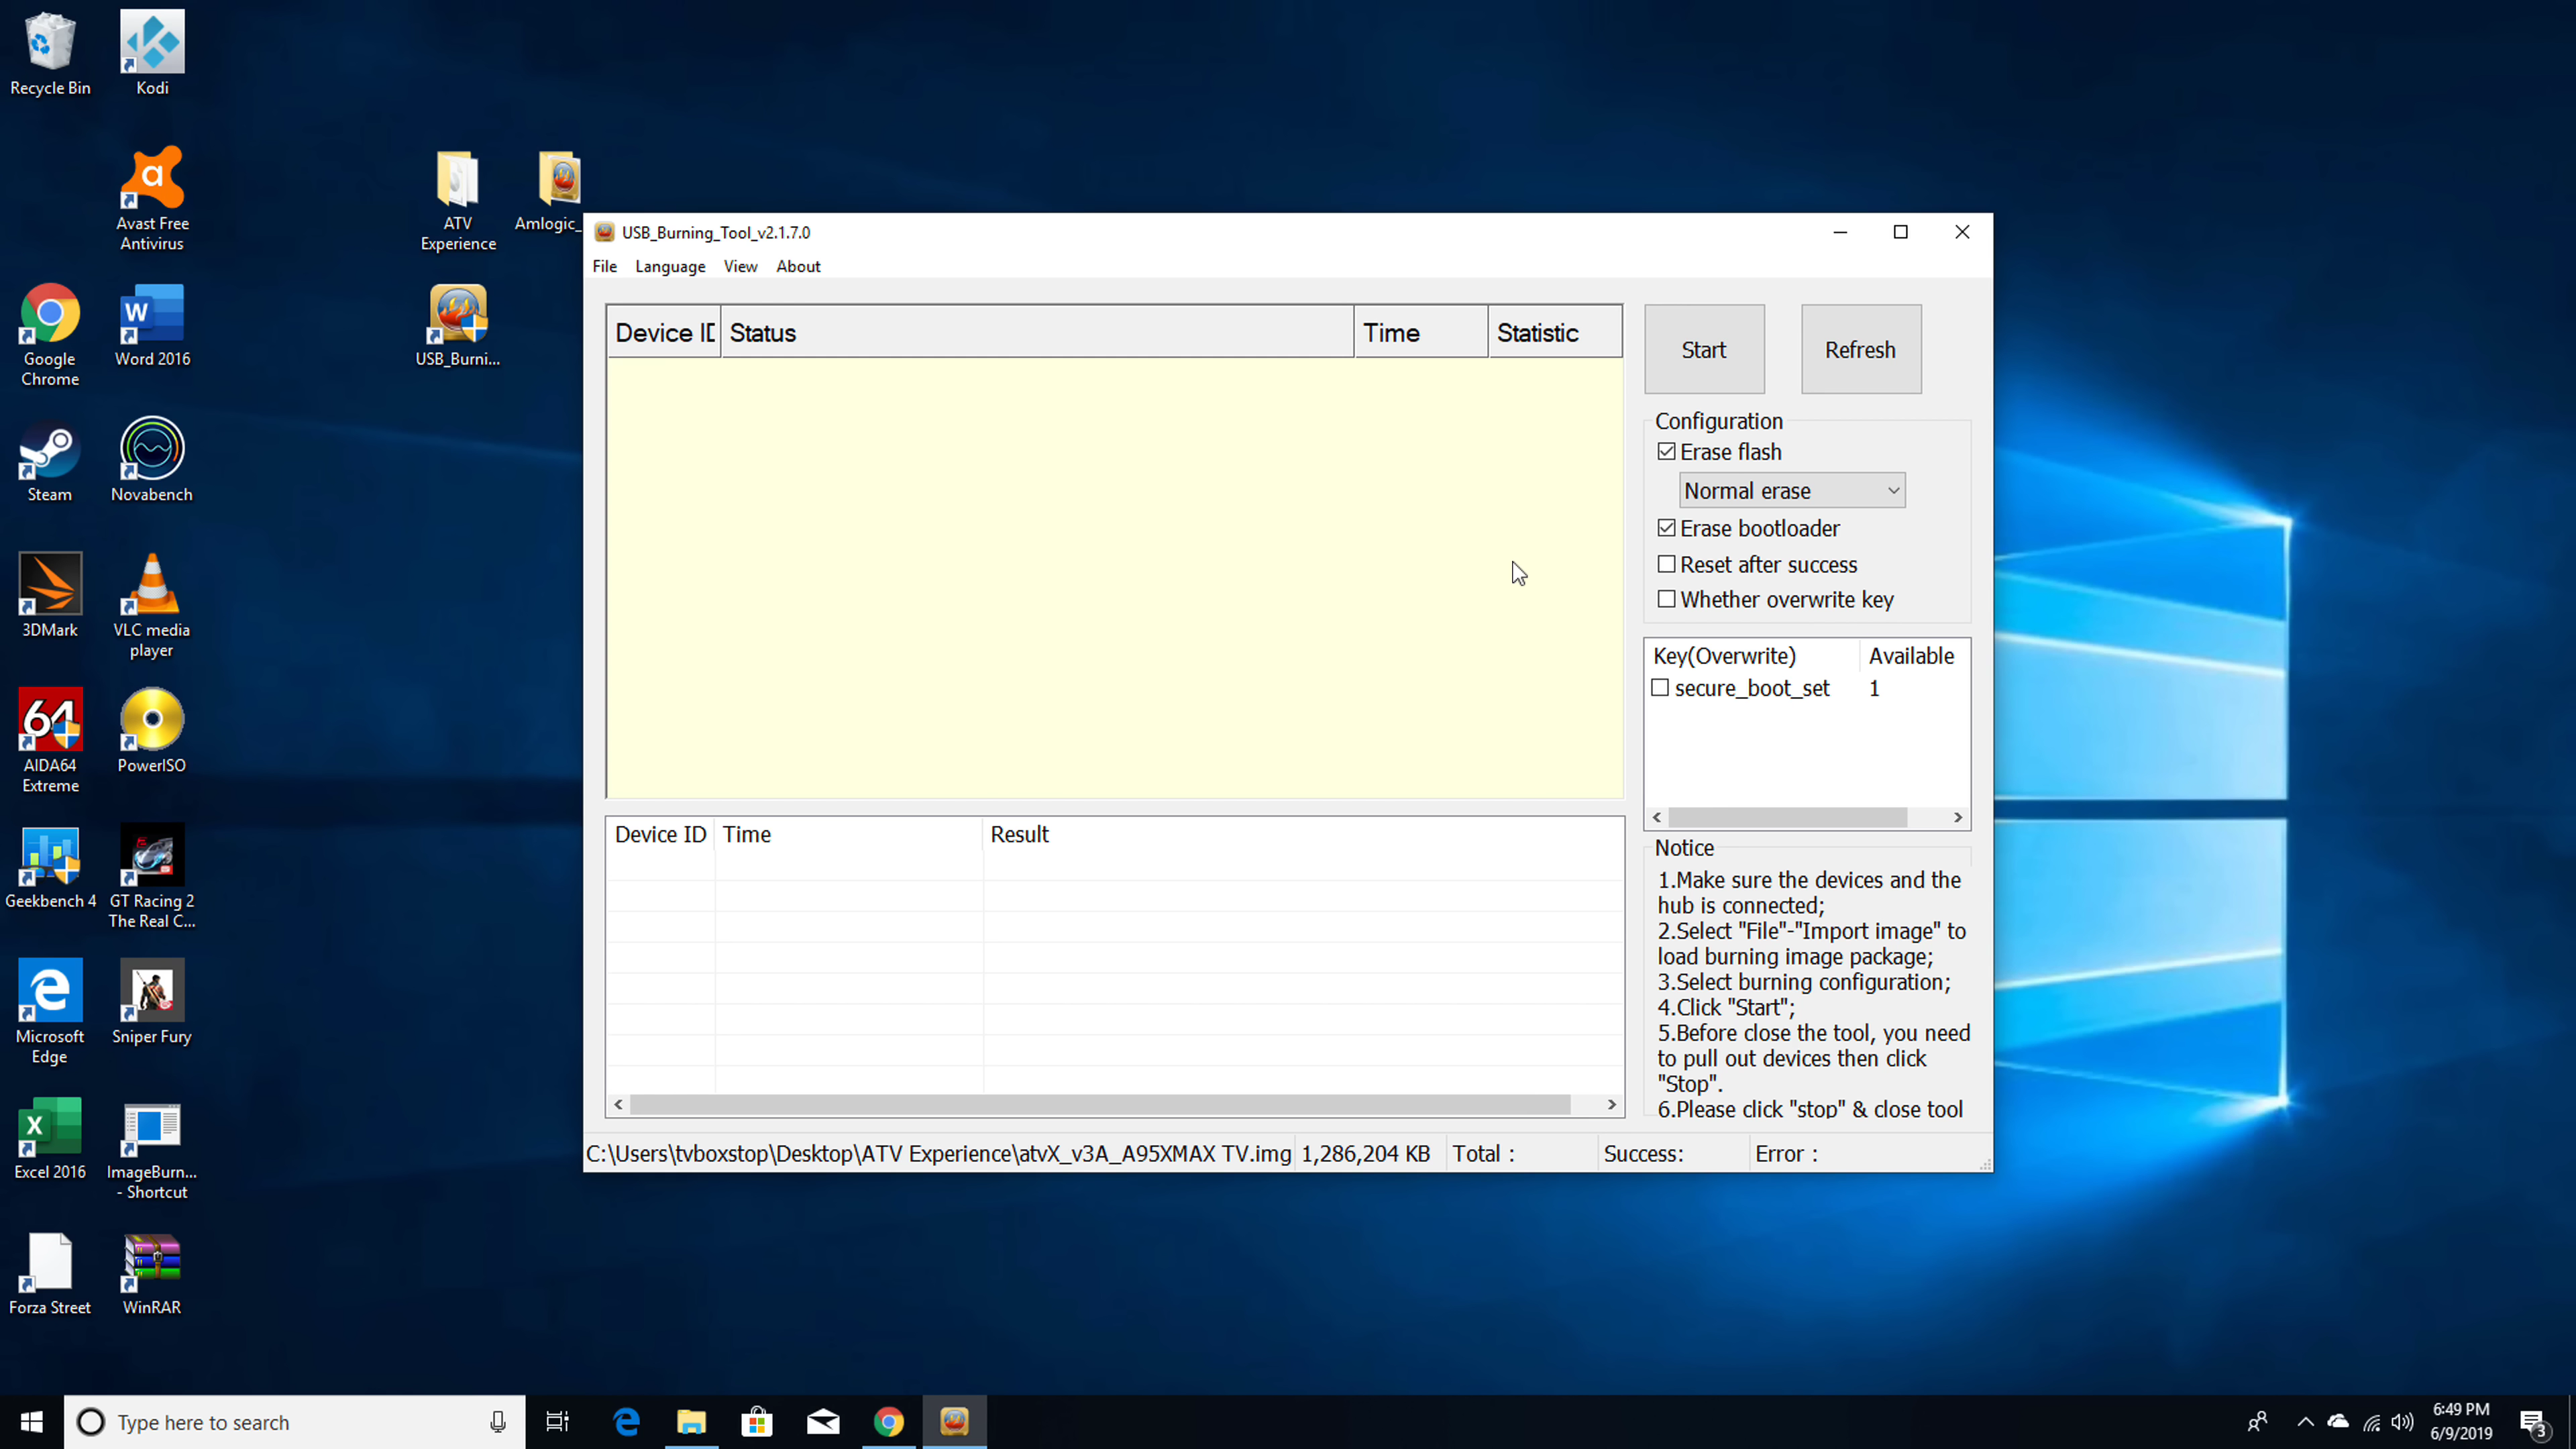 Recycle Bin
Kodi
Avast Free
Antivirus
ATV
Experience
Amlogic_
Google
Chrome
Word 2016
USB_Burni...
Steam
Novabench
3DMark
VLC media
player
AIDA64
Extreme
PowerISO
Geekbench 4
GT Racing 2
The Real C...
Microsoft
Edge
Sniper Fury
Excel 2016
ImageBurn...
- Shortcut
Forza Street
WinRAR
USB_Burning_Tool_v2.1.7.0
File Language View About
Device ID Status Time Statistic
Start Refresh
Configuration
Erase flash
Normal erase
Erase bootloader
Reset after success
Whether overwrite key
Key(Overwrite) Available
secure_boot_set 1
Device ID Time Result
Notice
1.Make sure the devices and the
hub is connected;
2.Select "File"-"Import image" to
load burning image package;
3.Select burning configuration;
4.Click "Start";
5.Before close the tool, you need
to pull out devices then click
"Stop".
6.Please click "stop" & close tool
C:\Users\tvboxstop\Desktop\ATV Experience\atvX_v3A_A95XMAX TV.img 1,286,204 KB Total : Success: Error :
Type here to search
6:49 PM
6/9/2019
3
a
W
64
X